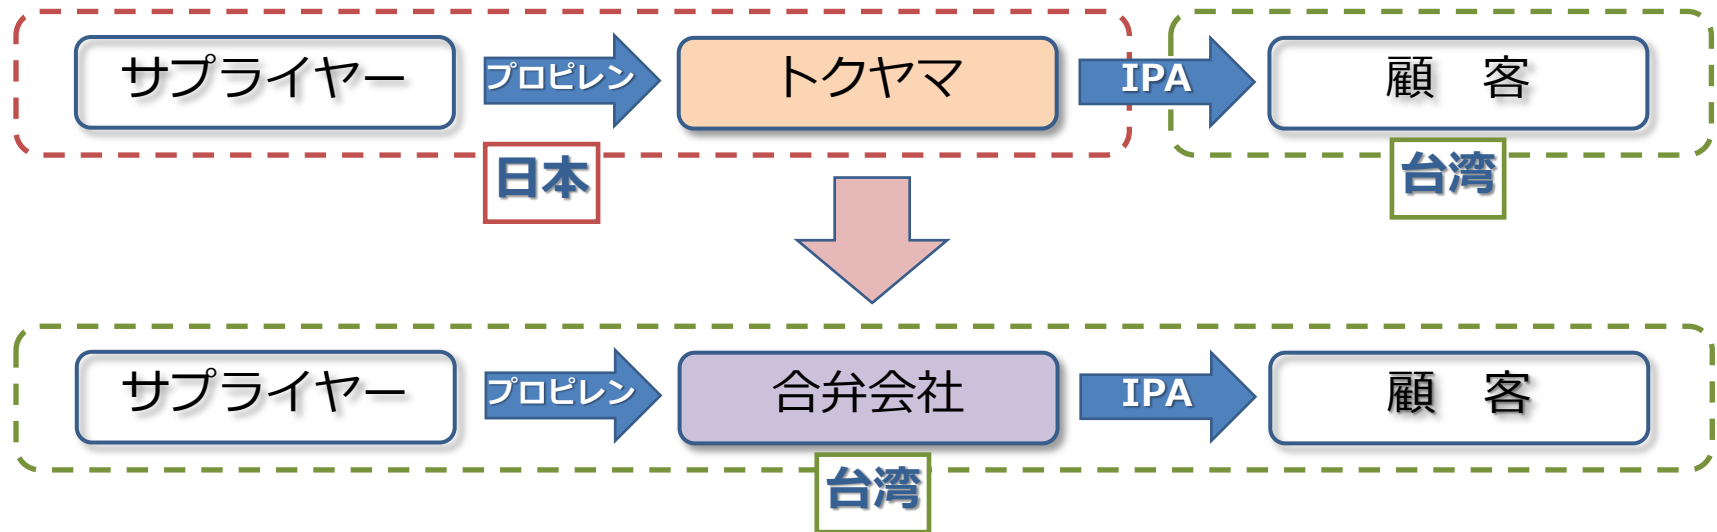 サプライヤー
プロピレン
トクヤマ
IPA
顧　客
日本
台湾
サプライヤー
プロピレン
合弁会社
IPA
顧　客
台湾